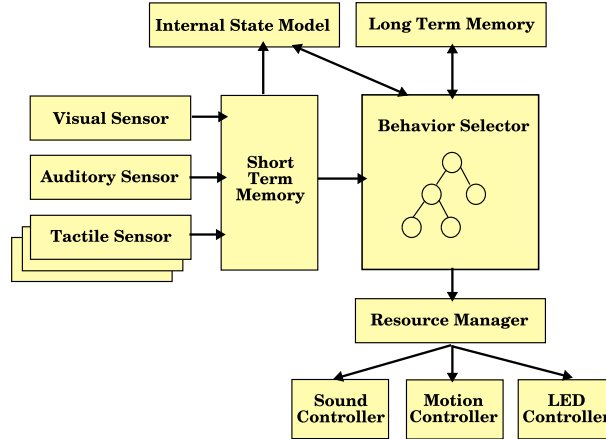 Internal State Model
Long Term Memory
Visual Sensor
Auditory Sensor
Tactile Sensor
Short
Term
Memory
Behavior Selector
Resource Manager
Sound
Controller
Motion
Controller
LED
Controller